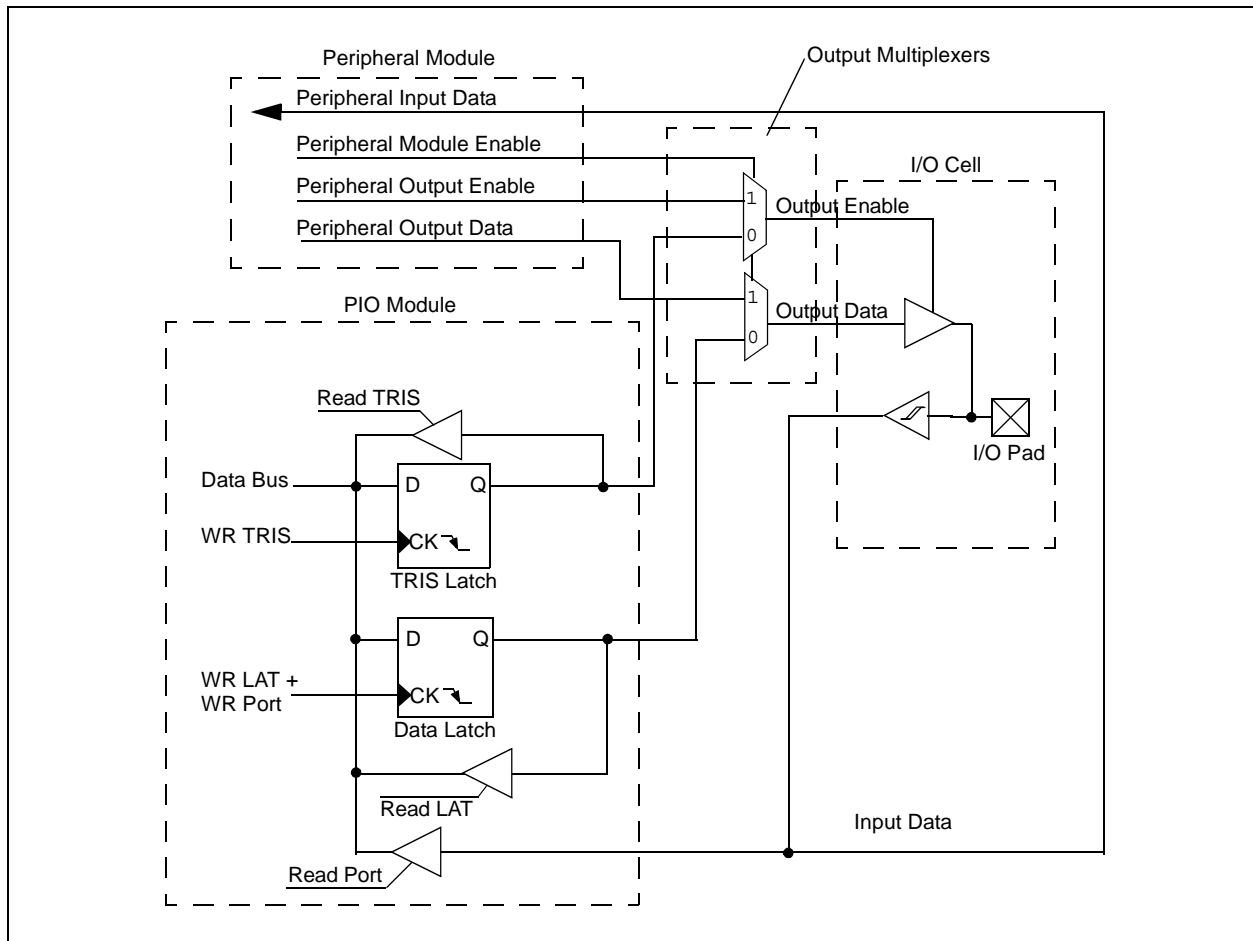 Peripheral Module
Output Multiplexers
Peripheral Input Data
Peripheral Module Enable
I/O Cell
Peripheral Output Enable
1
Output Enable
Peripheral Output Data
0
PIO Module
1
Output Data
0
Read TRIS
I/O Pad
Data Bus
D
Q
WR TRIS
CK
TRIS Latch
D
Q
WR LAT +
WR Port
CK
Data Latch
Read LAT
Input Data
Read Port